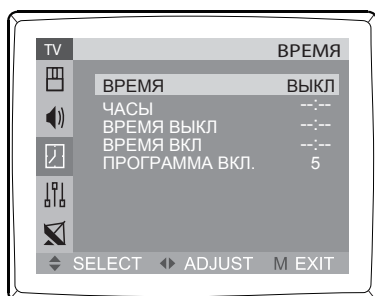 TV ВРЕМЯ
ВРЕМЯ ВЫКЛ
ЧАСЫ --:--
ВРЕМЯ ВЫКЛ --:--
ВРЕМЯ ВКЛ --:--
ПРОГРАММА ВКЛ. 5
SELECT ADJUST M EXIT